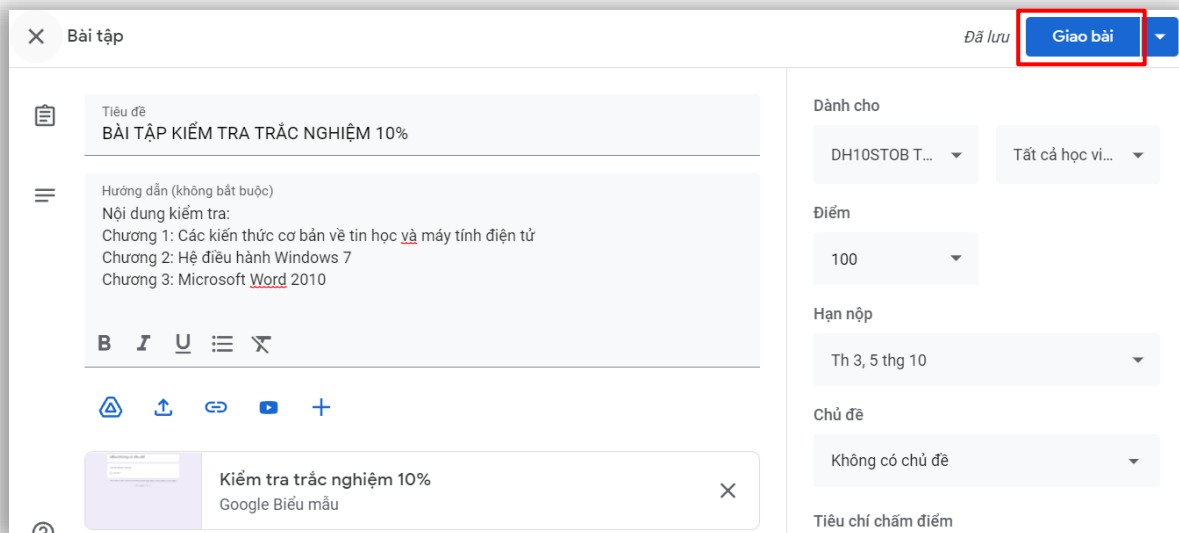 Bài tập
Đã lưu
Giao bài
Tiêu đề
BÀI TẬP KIỂM TRA TRẮC NGHIỆM 10%
Hướng dẫn (không bắt buộc)
Nội dung kiểm tra:
Chương 1: Các kiến thức cơ bản về tin học và máy tính điện tử
Chương 2: Hệ điều hành Windows 7
Chương 3: Microsoft Word 2010
B I U
Kiểm tra trắc nghiệm 10%
Google Biểu mẫu
Dành cho
DH10STOB T...
Tất cả học vi...
Điểm
100
Hạn nộp
Th 3, 5 thg 10
Chủ đề
Không có chủ đề
Tiêu chí chấm điểm